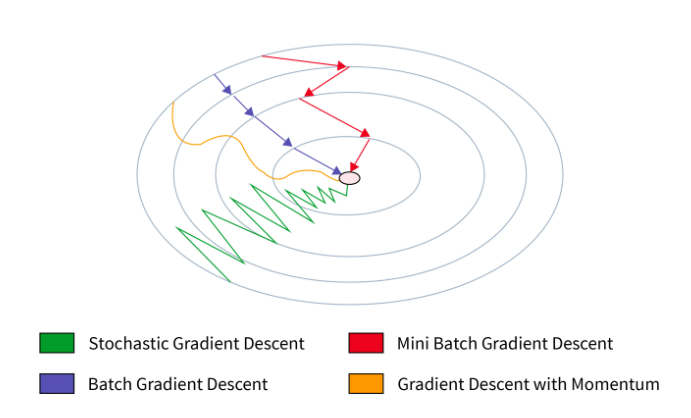 Stochastic Gradient Descent
Mini Batch Gradient Descent
Batch Gradient Descent
Gradient Descent with Momentum